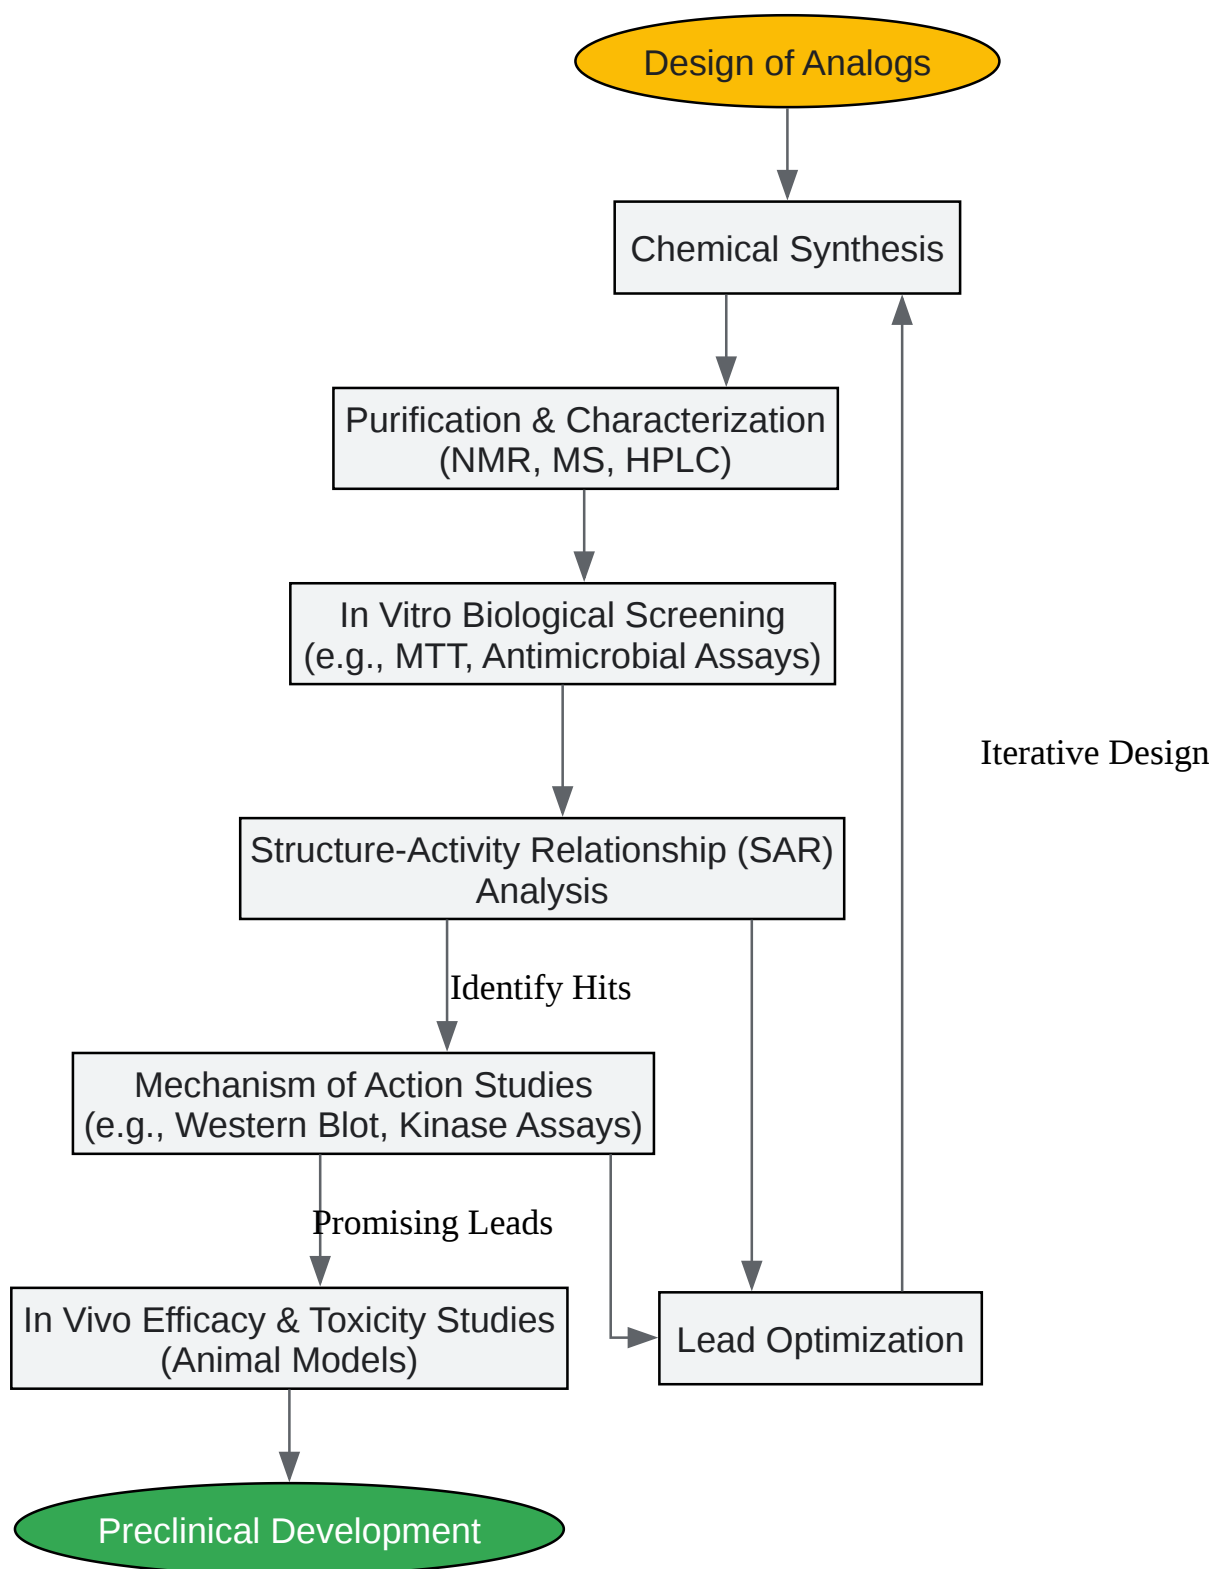 Design of Analogs
Chemical Synthesis
Purification & Characterization
(NMR, MS, HPLC)
In Vitro Biological Screening
(e.g., MTT, Antimicrobial Assays)
Iterative Design
Structure-Activity Relationship (SAR)
Analysis
Identify Hits
Mechanism of Action Studies
(e.g., Western Blot, Kinase Assays)
Promising Leads
In Vivo Efficacy & Toxicity Studies
(Animal Models)
Lead Optimization
Preclinical Development